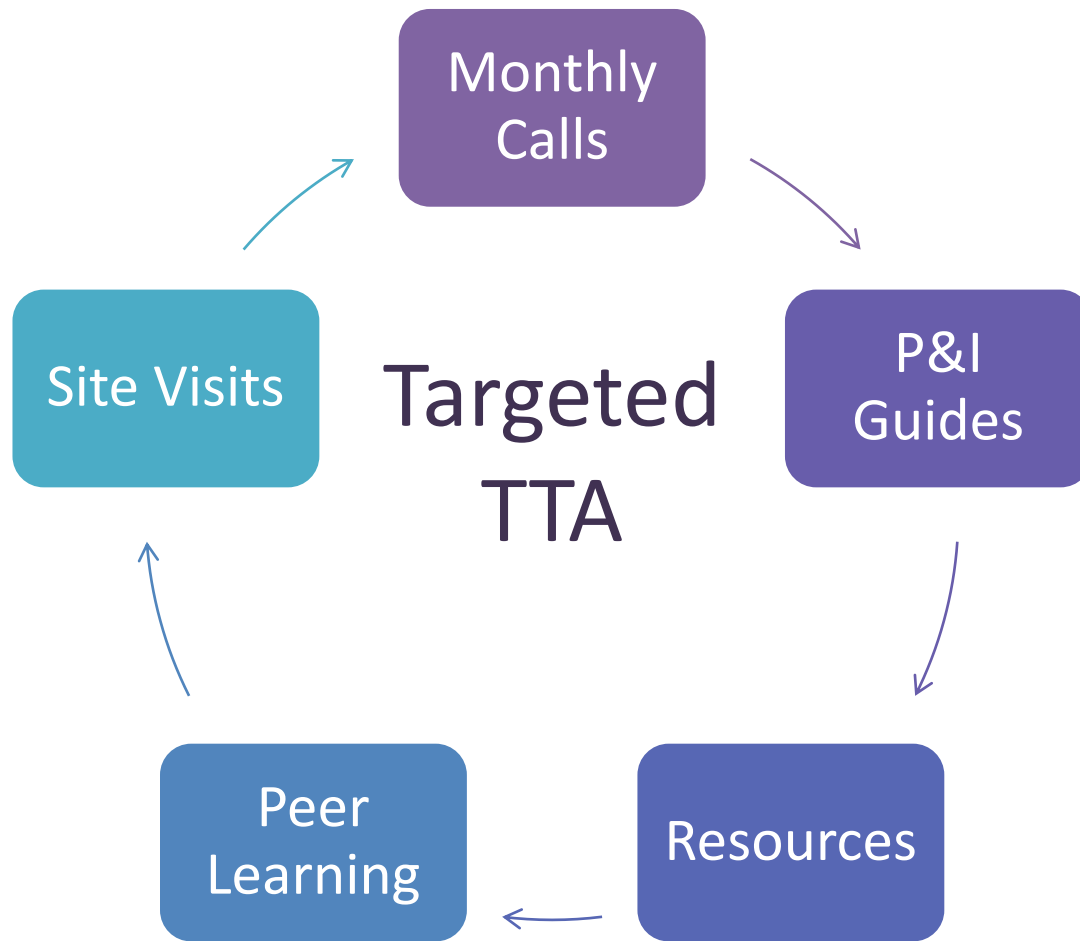 Monthly
Calls
P&I
Guides
Site Visits
Targeted
TTA
Peer
Learning
Resources